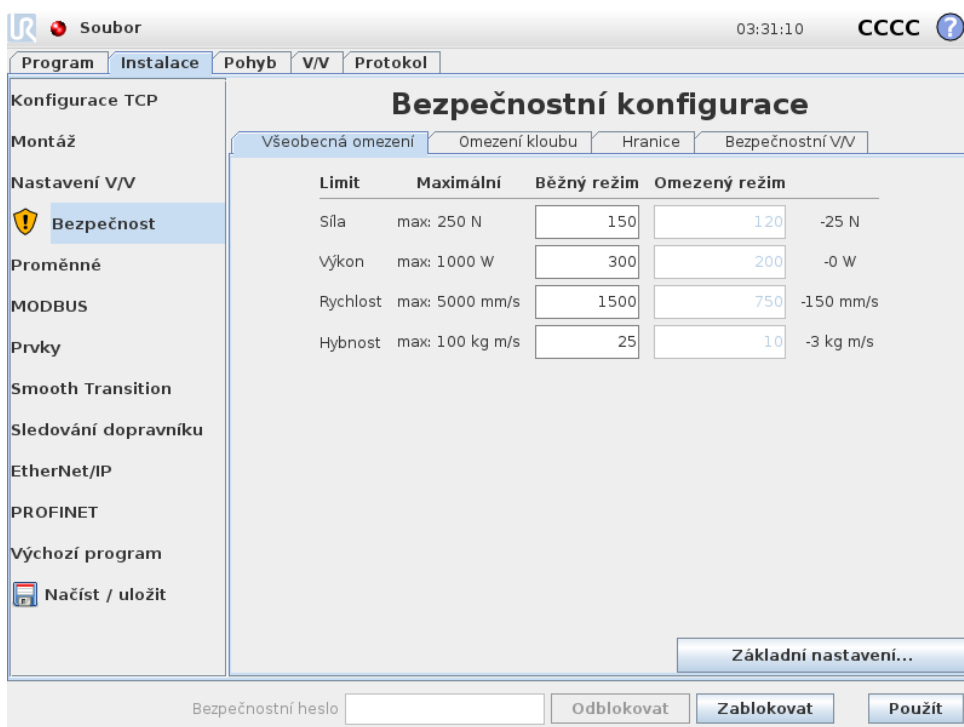 UR Soubor 03:31:10 CCCC ?
Program Instalace Pohyb V/V Protokol
Konfigurace TCP
Montáž
Nastavení V/V
Bezpečnost
Proměnné
MODBUS
Prvky
Smooth Transition
Sledování dopravníku
EtherNet/IP
PROFINET
Výchozí program
Načíst / uložit
Bezpečnostní konfigurace
Všeobecná omezení Omezení kloubu Hranice Bezpečnostní V/V
Limit Maximální Běžný režim Omezený režim
Síla max: 250 N 150 120 -25 N
Výkon max: 1000 W 300 200 -0 W
Rychlost max: 5000 mm/s 1500 750 -150 mm/s
Hybnost max: 100 kg m/s 25 10 -3 kg m/s
Základní nastavení...
Bezpečnostní heslo Odblokovat Zablokovat Použít